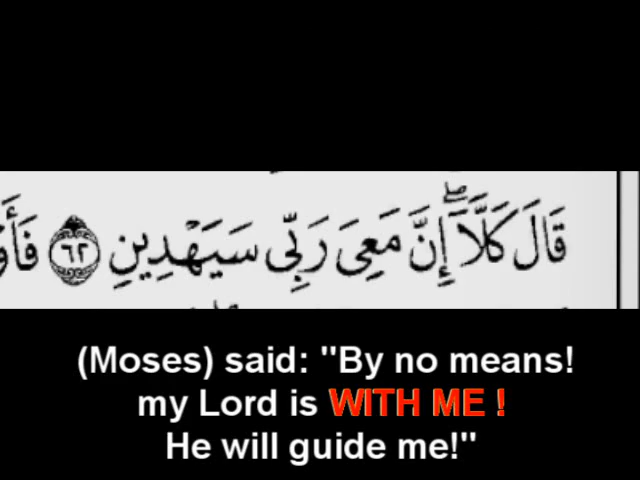 قَالَ كَلَّآ ۖ إِنَّ مَعِىَ رَبِّى سَيَهْدِينِ ٦٢
(Moses) said: "By no means!
my Lord is WITH ME !
He will guide me!"